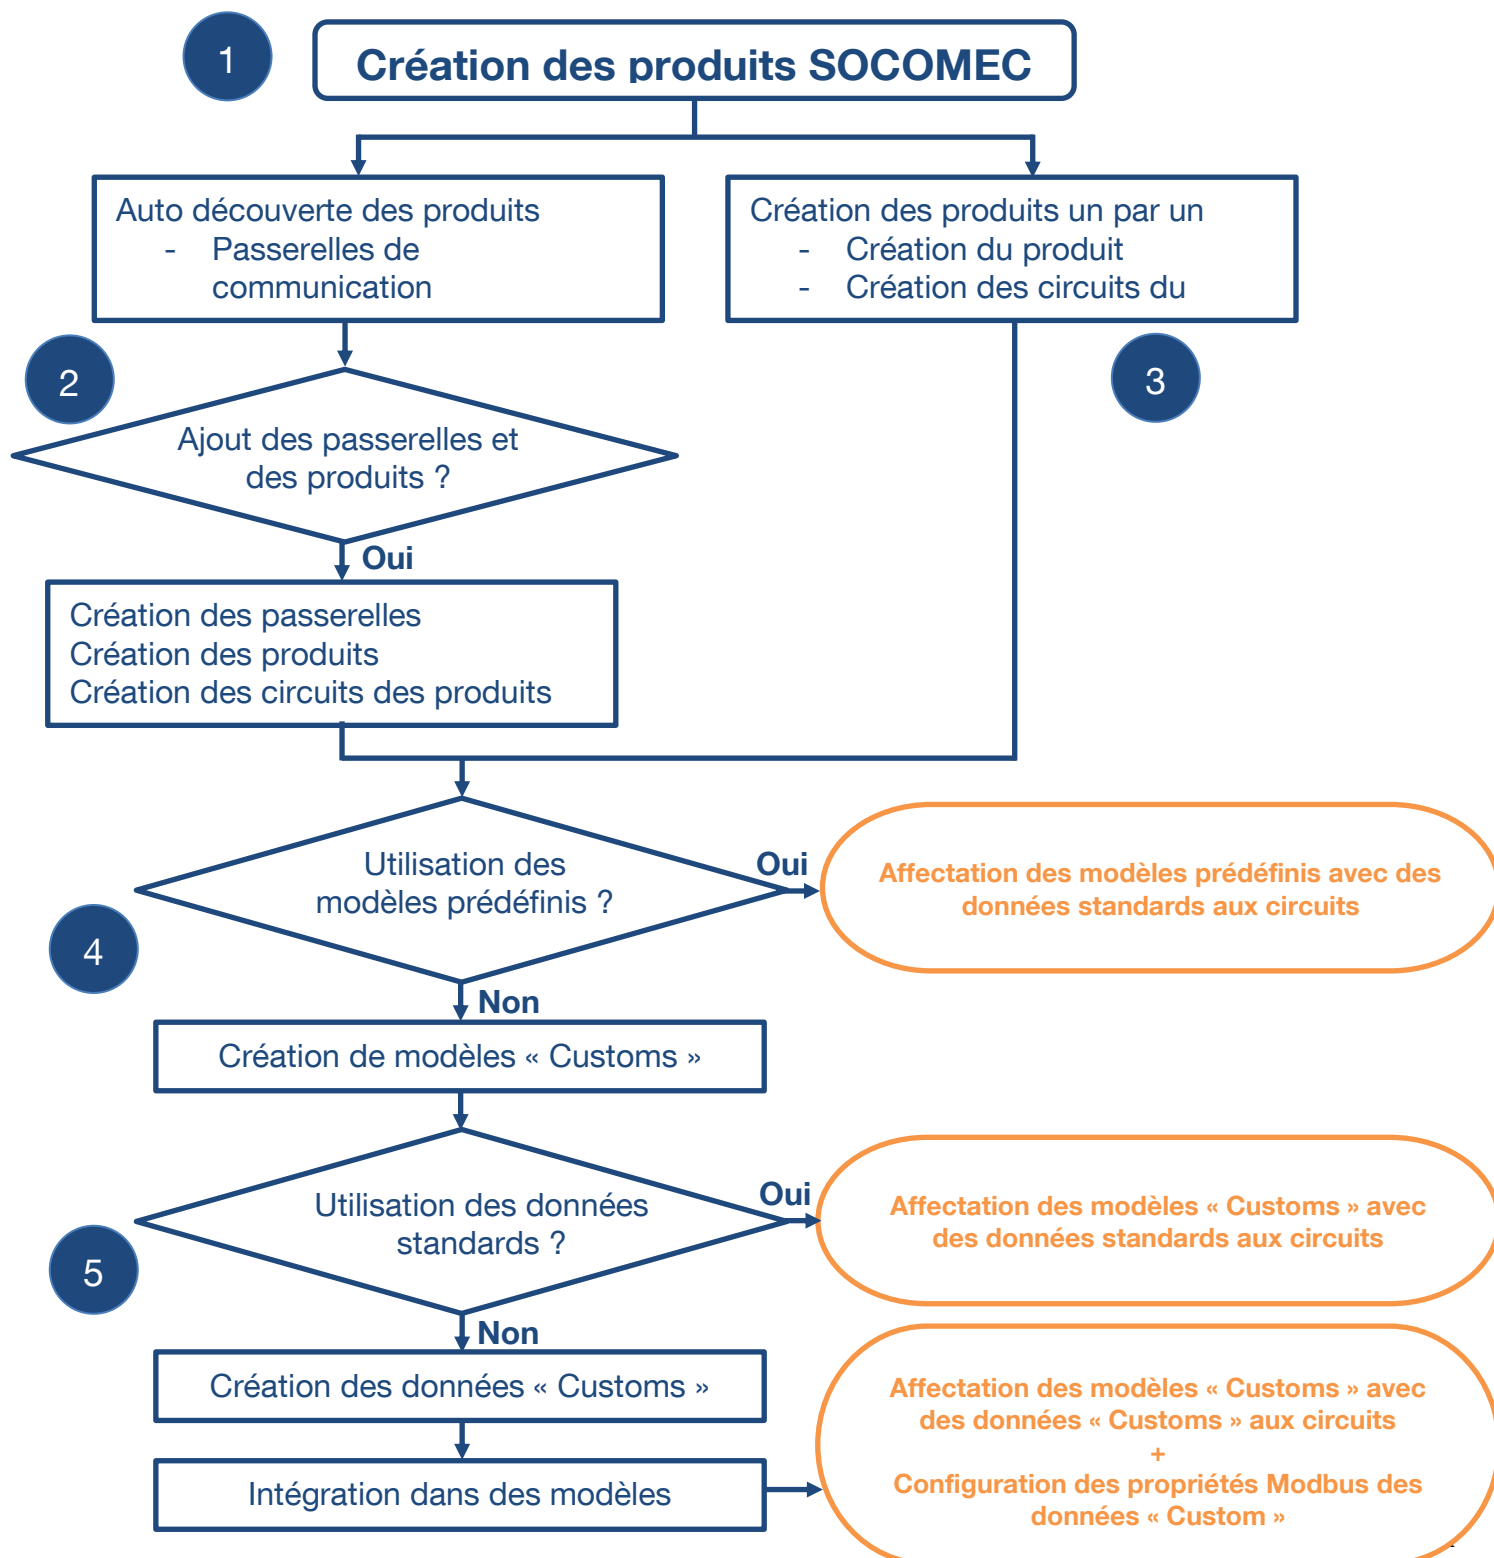 1
Création des produits SOCOMEC
Auto découverte des produits
- Passerelles de
communication
Création des produits un par un
- Création du produit
- Création des circuits du
2
3
Ajout des passerelles et
des produits ?
Oui
Création des passerelles
Création des produits
Création des circuits des produits
Utilisation des
modèles prédéfinis ?
Oui
Affectation des modèles prédéfinis avec des
données standards aux circuits
4
Non
Création de modèles « Customs »
Utilisation des données
standards ?
Oui
Affectation des modèles « Customs » avec
des données standards aux circuits
5
Non
Création des données « Customs »
Intégration dans des modèles
Affectation des modèles « Customs » avec
des données « Customs » aux circuits
+
Configuration des propriétés Modbus des
données « Custom »